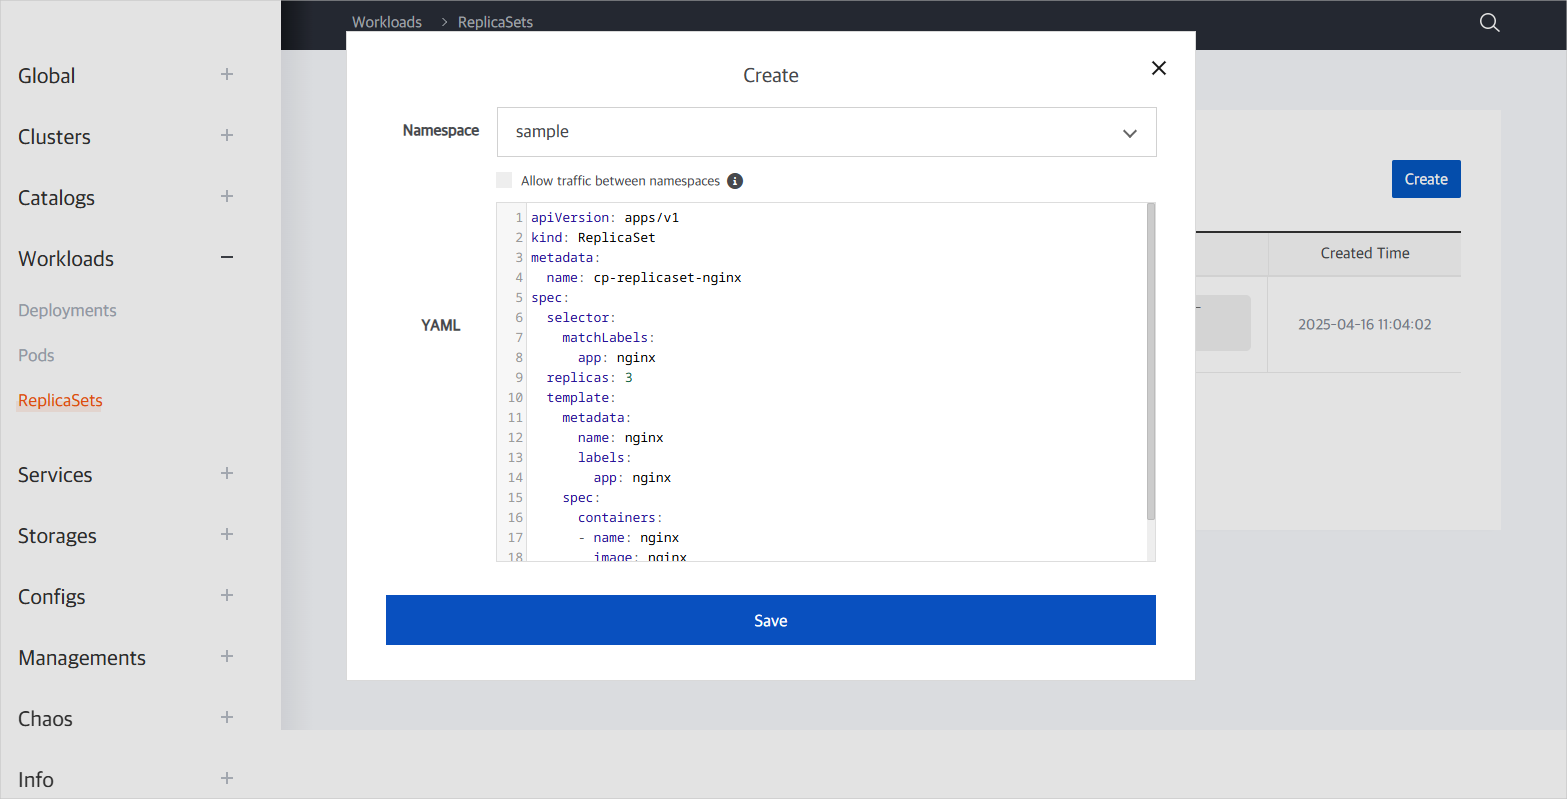 Workloads > ReplicaSets
Global
Clusters
Catalogs
Workloads
Deployments
Pods
ReplicaSets
Services
Storages
Configs
Managements
Chaos
Info
Create
Namespace
sample
Allow traffic between namespaces
YAML
1 apiVersion: apps/v1
2 kind: ReplicaSet
3 metadata:
4   name: cp-replicaset-nginx
5 spec:
6   selector:
7     matchLabels:
8       app: nginx
9   replicas: 3
10   template:
11     metadata:
12       name: nginx
13       labels:
14         app: nginx
15     spec:
16       containers:
17       - name: nginx
18         image: nginx
Save
Create
Created Time
2025-04-16 11:04:02